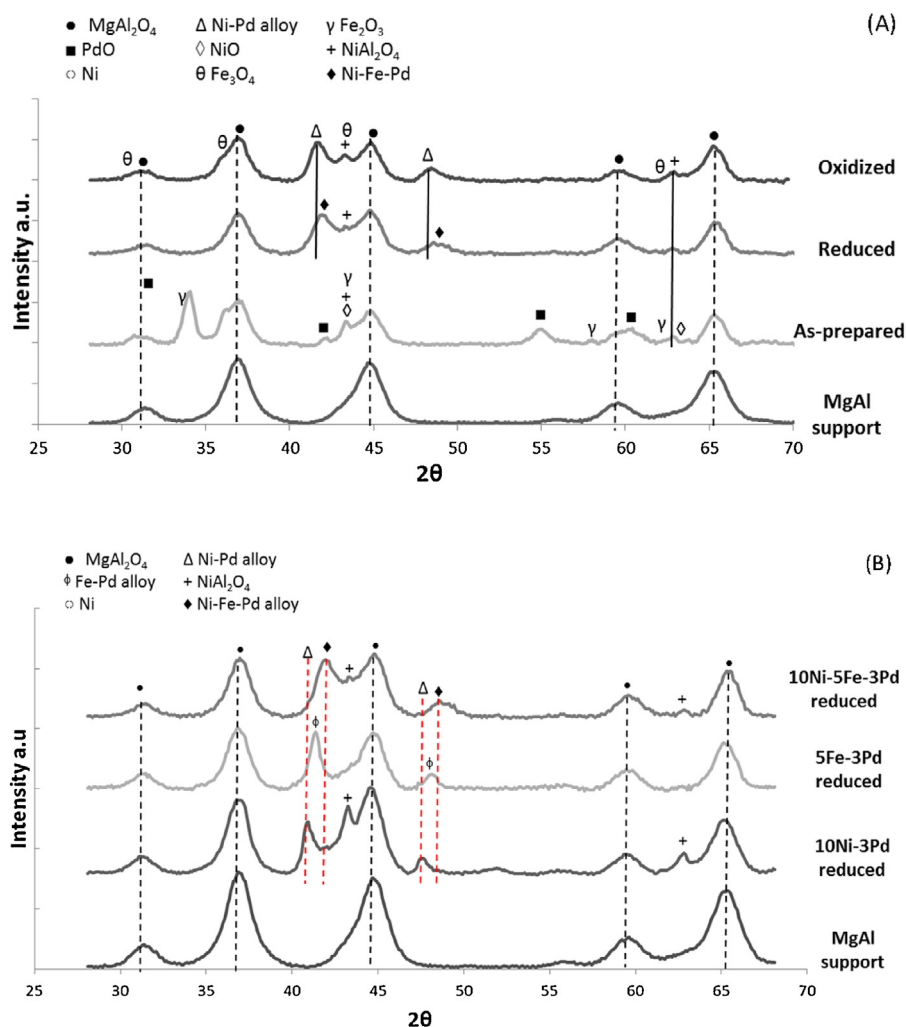 (A)
● MgAl₂O₄ Δ Ni-Pd alloy γ Fe₂O₃
■ PdO ◊ NiO + NiAl₂O₄
○ Ni θ Fe₃O₄ ♦ Ni-Fe-Pd
θ ● θ ● Δ θ + ● Δ ● θ + ●
Oxidized
♦ + ♦
Reduced
■ γ ■ γ + ◊ ■ γ ■ γ ◊
As-prepared
MgAl
support
Intensity a.u.
25 30 35 40 45 50 55 60 65 70
2θ
(B)
● MgAl₂O₄ Δ Ni-Pd alloy
ϕ Fe-Pd alloy + NiAl₂O₄
○ Ni ♦ Ni-Fe-Pd alloy
● ● Δ ♦ + ● Δ ♦ ● + ●
10Ni-5Fe-3Pd
reduced
ϕ ϕ
5Fe-3Pd
reduced
+ +
10Ni-3Pd
reduced
MgAl
support
Intensity a.u
25 30 35 40 45 50 55 60 65 70
2θ